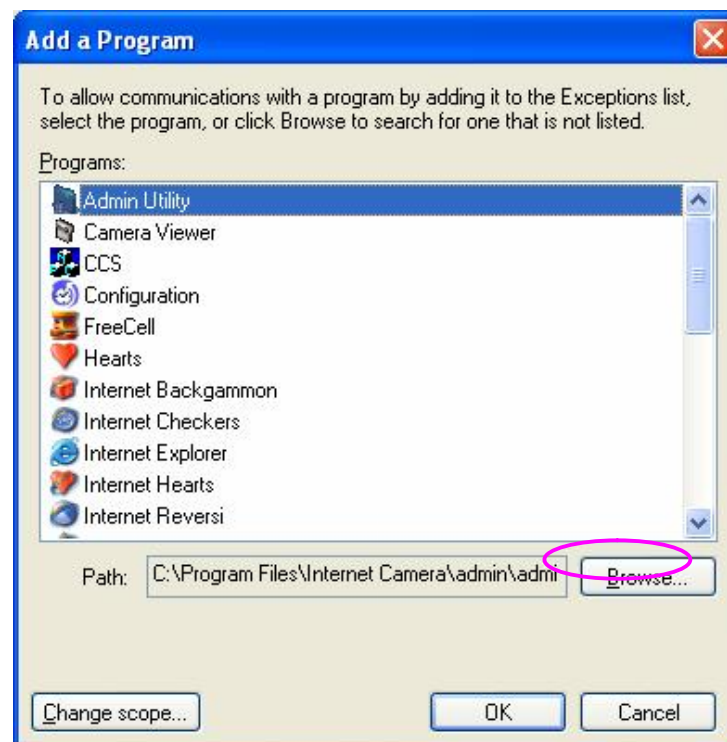 Add a Program
To allow communications with a program by adding it to the Exceptions list,
select the program, or click Browse to search for one that is not listed.
Programs:
Admin Utility
Camera Viewer
CCS
Configuration
FreeCell
Hearts
Internet Backgammon
Internet Checkers
Internet Explorer
Internet Hearts
Internet Reversi
Path: C:\Program Files\Internet Camera\admin\admi Browse...
Change scope... OK Cancel